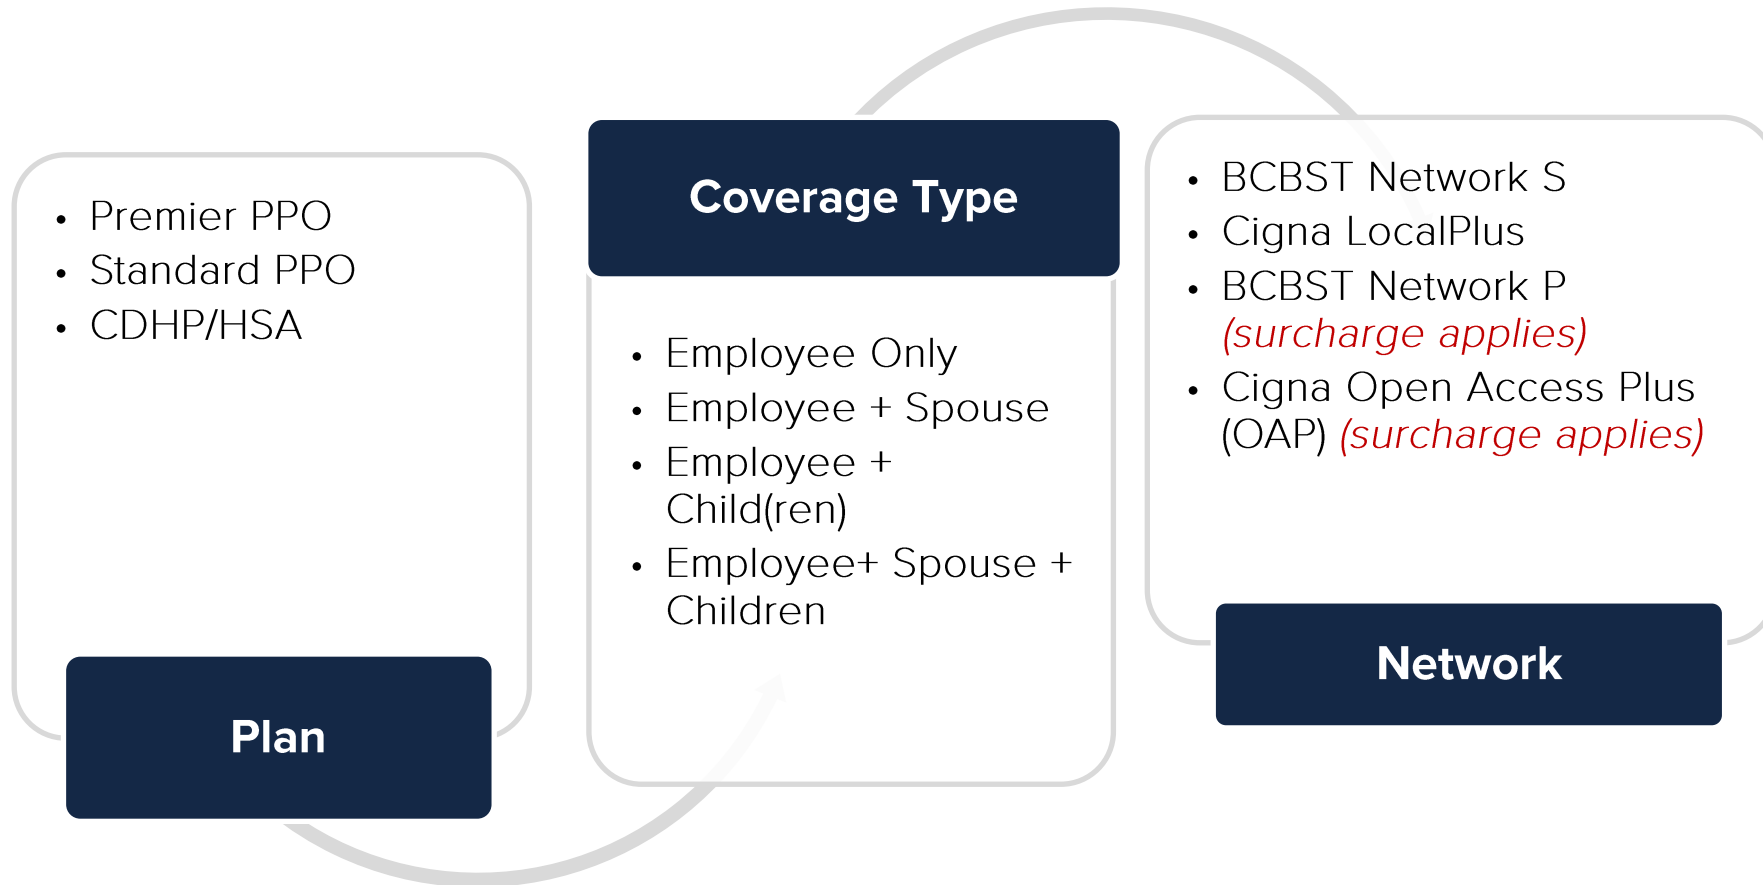 • Premier PPO
• Standard PPO
• CDHP/HSA
Plan
Coverage Type
• Employee Only
• Employee + Spouse
• Employee +
Child(ren)
• Employee+ Spouse +
Children
• BCBST Network S
• Cigna LocalPlus
• BCBST Network P
(surcharge applies)
• Cigna Open Access Plus
(OAP) (surcharge applies)
Network